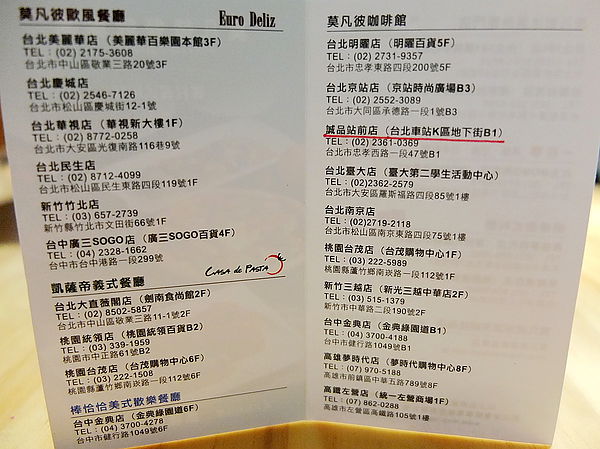 莫凡彼歐風餐廳 Euro Deliz
台北美麗華店（美麗華百樂園本館3F）
TEL：(02) 2175-3608
台北市中山區敬業三路20號3F
台北慶城店
TEL：(02) 2546-7126
台北市松山區慶城街12-1號
台北華視店（華視新大樓1F）
TEL：(02) 8772-0258
台北市大安區光復南路116巷9號
台北民生店
TEL：(02) 8712-4099
台北市松山區民生東路四段119號1F
新竹竹北店
TEL：(03) 657-2739
新竹縣竹北市文田街66號1F
台中廣三SOGO店（廣三SOGO百貨4F）
TEL：(04) 2328-1662
台中市台中港路一段299號
CASA de PASTA
凱薩帝義式餐廳
台北大直薇閣店（劍南食尚館2F）
TEL：(02) 8502-5857
台北市中山區敬業三路11-1號2F
桃園統領店（桃園統領百貨B2）
TEL：(03) 339-1959
桃園市中正路61號B2
桃園台茂店（台茂購物中心6F）
TEL：(03) 222-1508
桃園縣蘆竹鄉南崁路一段112號6F
棒恰恰美式歡樂餐廳
台中金典店（金典綠園道6F）
TEL：(04) 3700-4278
台中市健行路1049號6F
莫凡彼咖啡館
台北明曜店（明曜百貨5F）
TEL：(02) 2731-9357
台北市忠孝東路四段200號5F
台北京站店（京站時尚廣場B3）
TEL：(02) 2552-3089
台北市大同區承德路一段1號B3
誠品站前店（台北車站K區地下街B1）
TEL：(02) 2361-0369
台北市忠孝西路一段47號B1
台北臺大店（臺大第二學生活動中心）
TEL：(02)2362-2579
台北市大安區羅斯福路四段85號1樓
台北南京店
TEL：(02)2719-2118
台北市松山區南京東路四段75號1樓
桃園台茂店（台茂購物中心1F）
TEL：(03) 222-5989
桃園縣蘆竹鄉南崁路一段112號1F
新竹三越店（新光三越中華店2F）
TEL：(03) 515-1379
新竹市中華路二段190號2F
台中金典店（金典綠園道B1）
TEL：(04) 3700-4188
台中市健行路1049號B1
高雄夢時代店（夢時代購物中心8F）
TEL：(07) 970-5188
高雄市前鎮區中華五路789號8F
高鐵左營店（統一左營商場1F）
TEL：(07) 862-0288
高雄市左營區高鐵路105號1樓